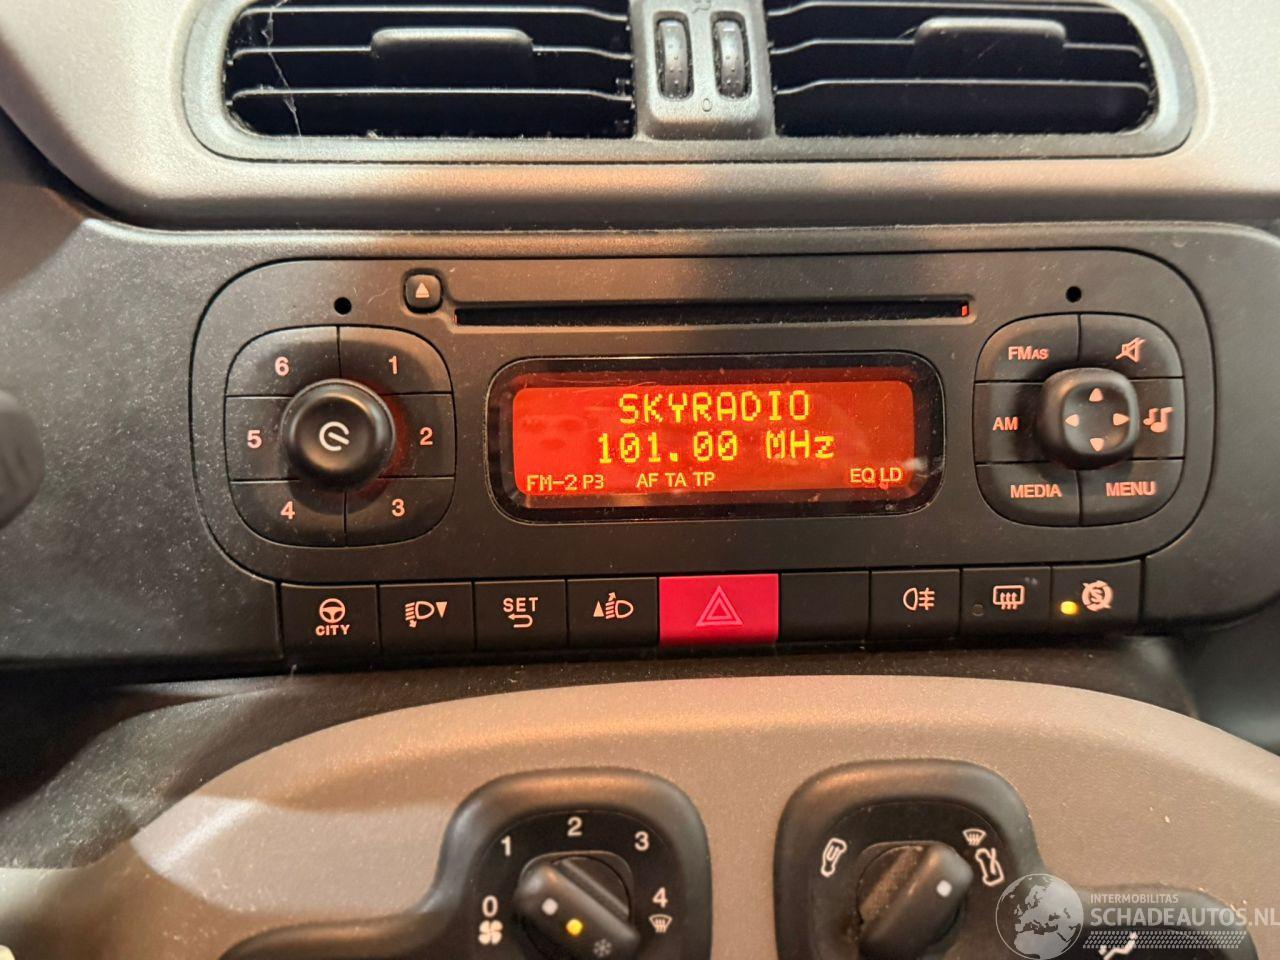 0
6
1
5
2
4
3
SKYRADIO
101.00 MHz
FM-2 P3 AF TA TP EQ LD
FMAS
AM
MEDIA
MENU
CITY
SET
S
0
1
2
3
4
INTERMOBILITAS
SCHADEAUTOS.NL